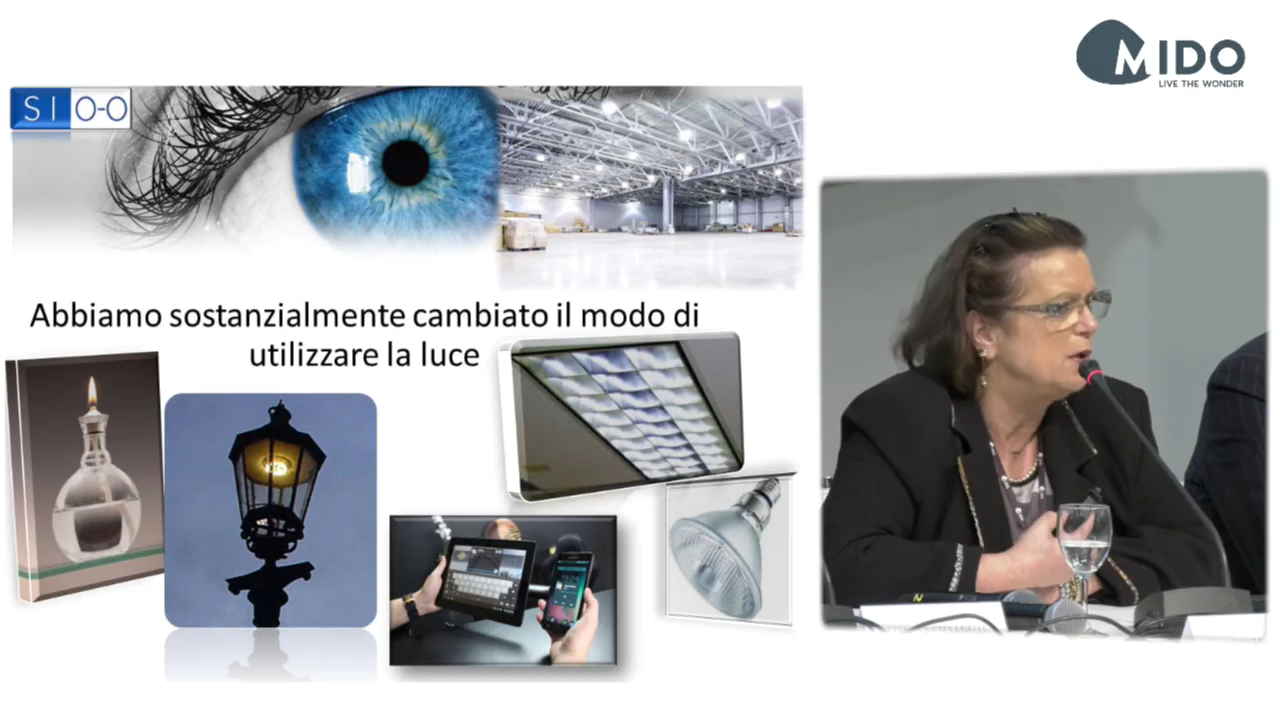 MIDO
LIVE THE WONDER
SI O-O
Abbiamo sostanzialmente cambiato il modo di
utilizzare la luce